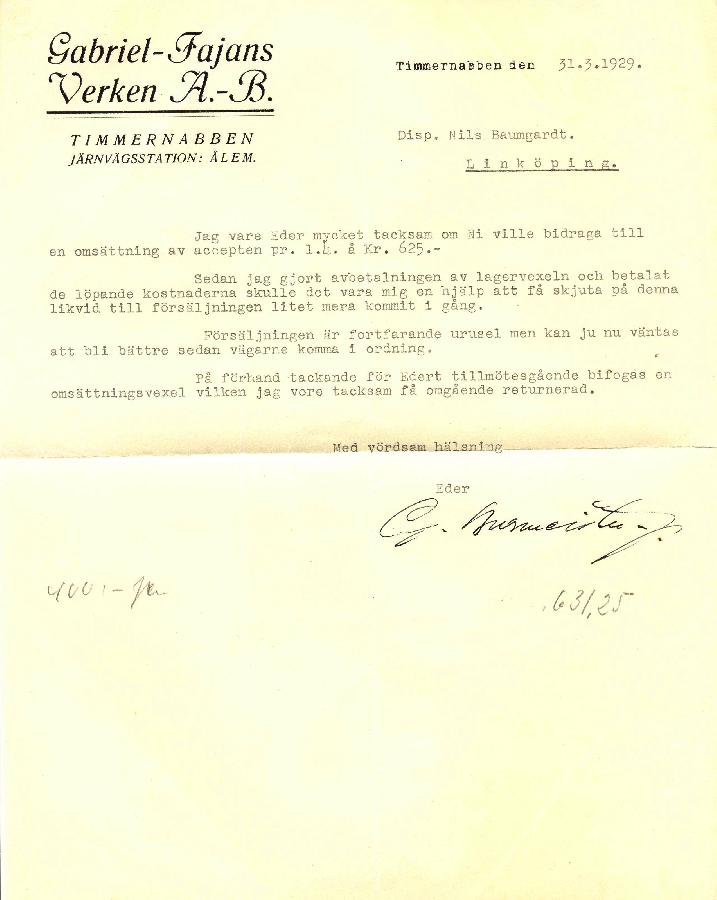 Gabriel-Fajans
Verken A.-B.
TIMMERNABBEN
JÄRNVÄGSSTATION: ÅLEM.
Timmernabben den 31.3.1929.
Disp. Nils Baumgardt.
Linköping.
Jag vare Eder mycket tacksam om Ni ville bidraga till
en omsättning av accepten pr. 1.4. å Kr. 625.-
Sedan jag gjort avbetalningen av lagervexeln och betalat
de löpande kostnaderna skulle det vara mig en hjälp att få skjuta på denna
likvid till försäljningen litet mera kommit i gång.
Försäljningen är fortfarande urusel men kan ju nu väntas
att bli bättre sedan vägarne komma i ordning.
På förhand tackande för Edert tillmötesgående bifogas en
omsättningsvexel vilken jag vore tacksam få omgående returnerad.
Med vördsam hälsning
Eder
G. Burmeister
400:-
631,25